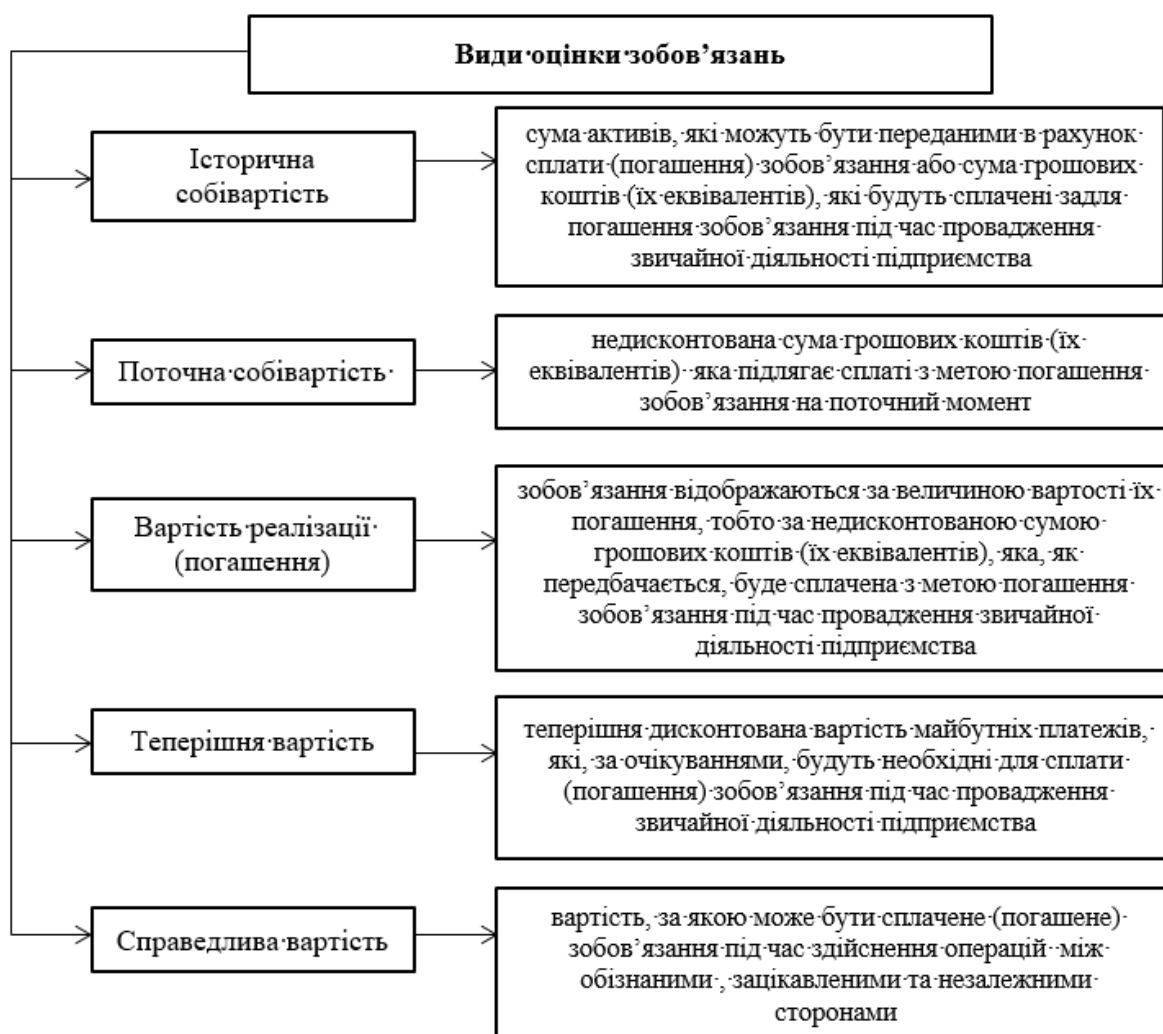 Види·оцінки·зобов’язань
Історична
собівартість
сума·активів,·які·можуть·бути·переданими·в·рахунок·
сплати·(погашення)·зобов’язання·або·сума·грошових·
коштів·(їх·еквівалентів),·які·будуть·сплачені·задля·
погашення·зобов’язання·під·час·провадження·
звичайної·діяльності·підприємства
Поточна·собівартість·
недисконтована·сума·грошових·коштів·(їх·
еквівалентів)··яка·підлягає·сплаті·з·метою·погашення·
зобов’язання·на·поточний·момент
Вартість·реалізації·
(погашення)
зобов’язання·відображаються·за·величиною·вартості·їх·
погашення,·тобто·за·недисконтованою·сумою·
грошових·коштів·(їх·еквівалентів),·яка,·як·
передбачається,·буде·сплачена·з·метою·погашення·
зобов’язання·під·час·провадження·звичайної·
діяльності·підприємства
Теперішня·вартість
теперішня·дисконтована·вартість·майбутніх·платежів,·
які,·за·очікуваннями,·будуть·необхідні·для·сплати·
(погашення)·зобов’язання·під·час·провадження·
звичайної·діяльності·підприємства
Справедлива·вартість
вартість,·за·якою·може·бути·сплачене·(погашене)·
зобов’язання·під·час·здійснення·операцій··між·
обізнаними·,·зацікавленими·та·незалежними·
сторонами